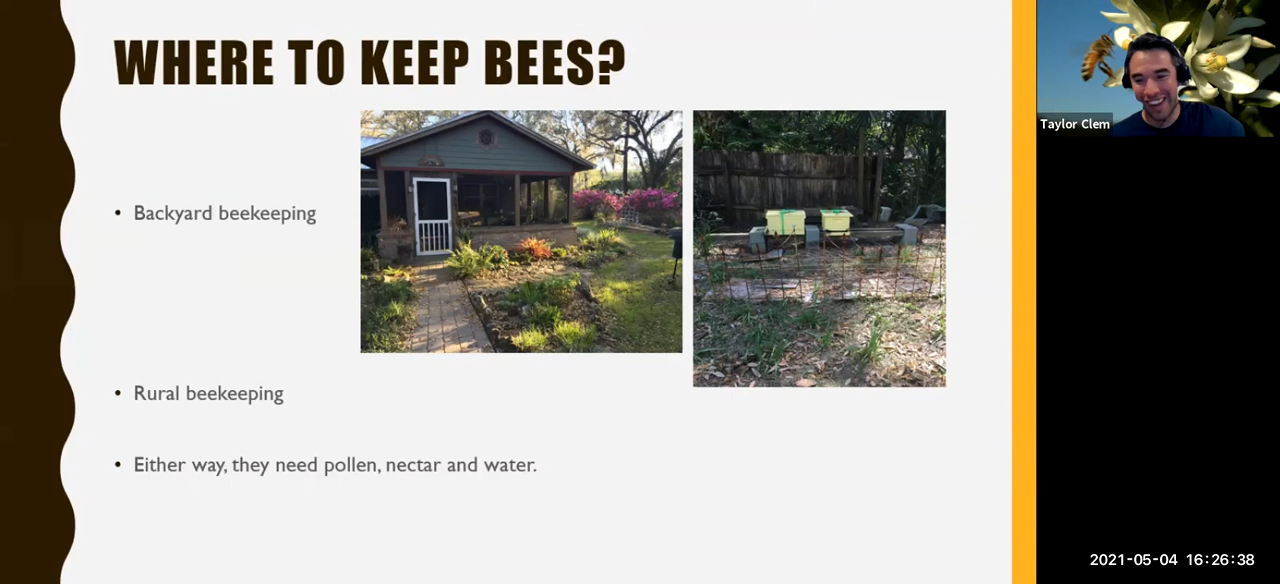 WHERE TO KEEP BEES?
• Backyard beekeeping
• Rural beekeeping
• Either way, they need pollen, nectar and water.
Taylor Clem
2021-05-04 16:26:38